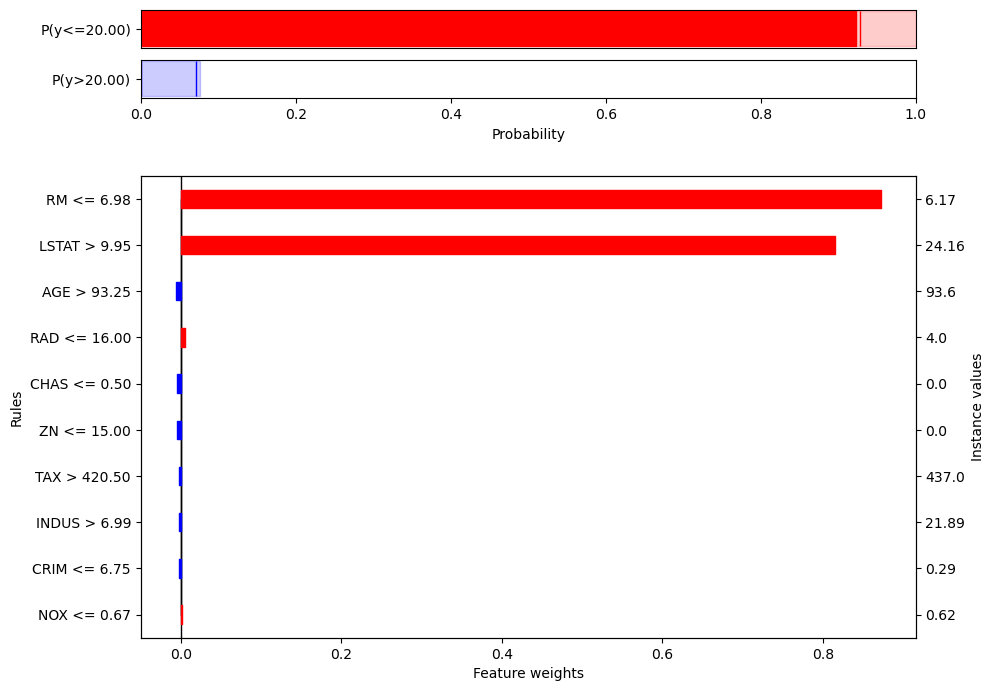 P(y<=20.00)
P(y>20.00)
0.0 0.2 0.4 0.6 0.8 1.0
Probability
RM <= 6.98 6.17
LSTAT > 9.95 24.16
AGE > 93.25 93.6
RAD <= 16.00 4.0
CHAS <= 0.50 0.0
ZN <= 15.00 0.0
TAX > 420.50 437.0
INDUS > 6.99 21.89
CRIM <= 6.75 0.29
NOX <= 0.67 0.62
Rules
Instance values
0.0 0.2 0.4 0.6 0.8
Feature weights